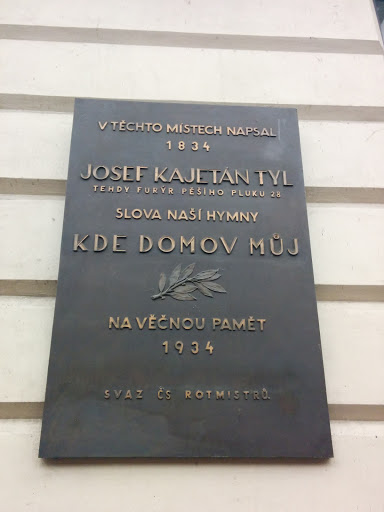 V TĚCHTO MÍSTECH NAPSAL
1834
JOSEF KAJETÁN TYL
TEHDY FURÝR PĚŠÍHO PLUKU 28
SLOVA NAŠÍ HYMNY
KDE DOMOV MŮJ
NA VĚČNOU PAMĚT
1934
SVAZ ČS ROTMISTRŮ